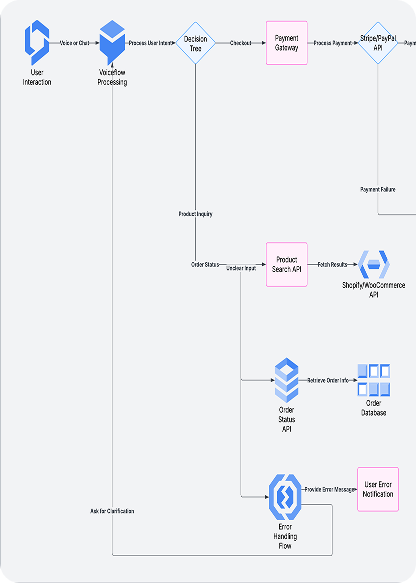 Voice or Chat
Process User Intent
Decision
Tree
Checkout
Payment
Gateway
Process Payment
Stripe/PayPal
API
Paym
User
Interaction
Voiceflow
Processing
Payment Failure
Product Inquiry
Order Status
Unclear Input
Product
Search API
Fetch Results
Shopify/WooCommerce
API
Retrieve Order Info
Order
Status
API
Order
Database
Provide Error Message
User Error
Notification
Ask for Clarification
Error
Handling
Flow